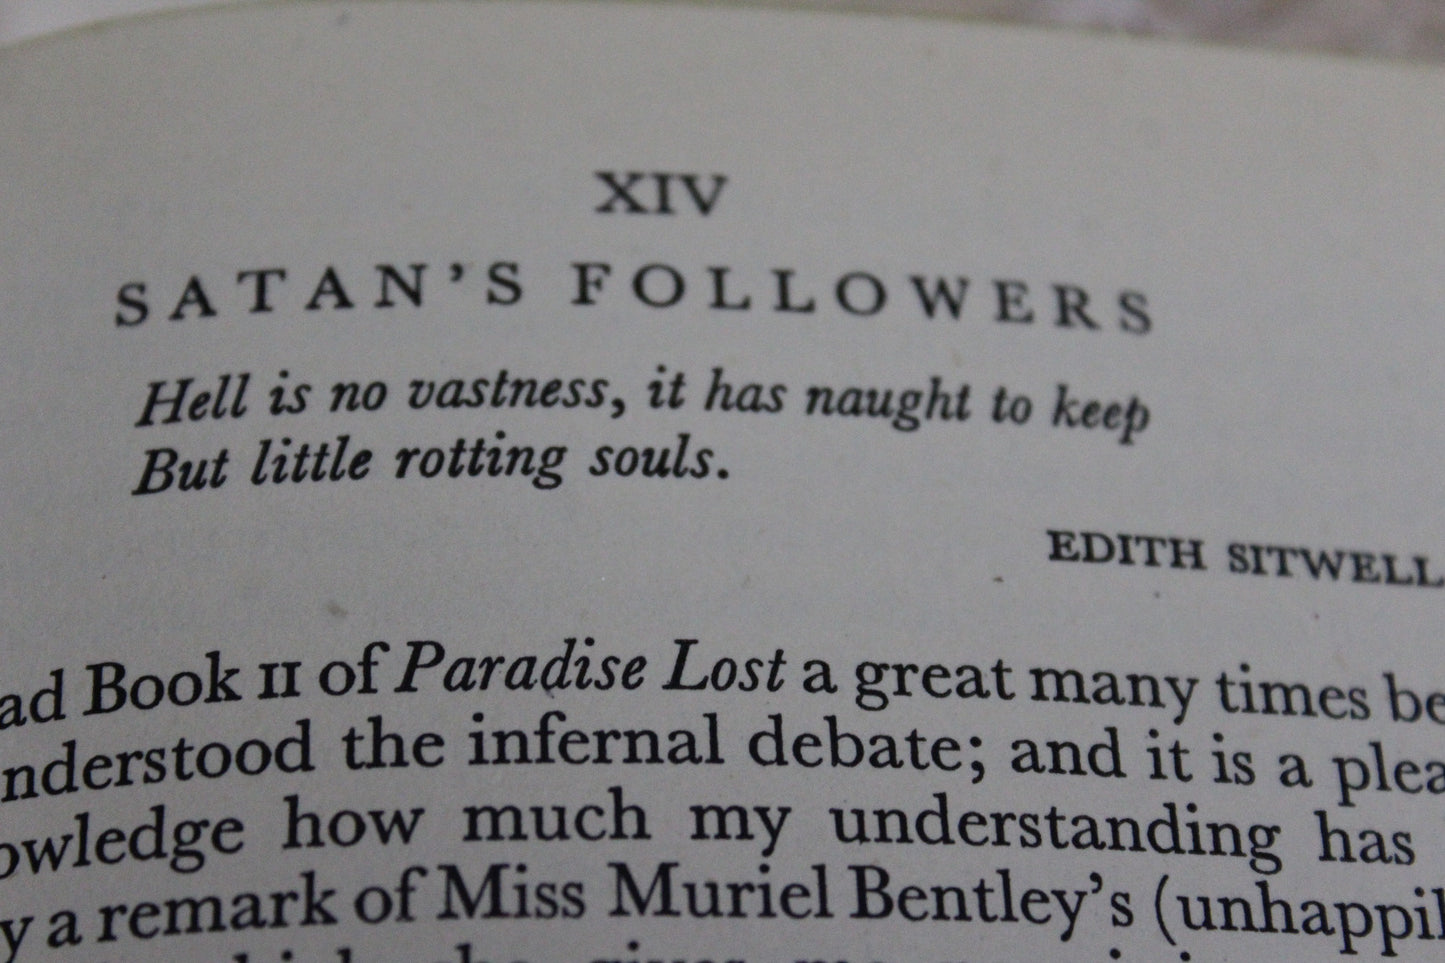 XIV
SATAN'S FOLLOWERS
Hell is no vastness, it has naught to keep
But little rotting souls.
EDITH SITWELL
ad Book II of Paradise Lost a great many times be
nderstood the infernal debate; and it is a plea
owledge how much my understanding has
y a remark of Miss Muriel Bentley's (unhappil